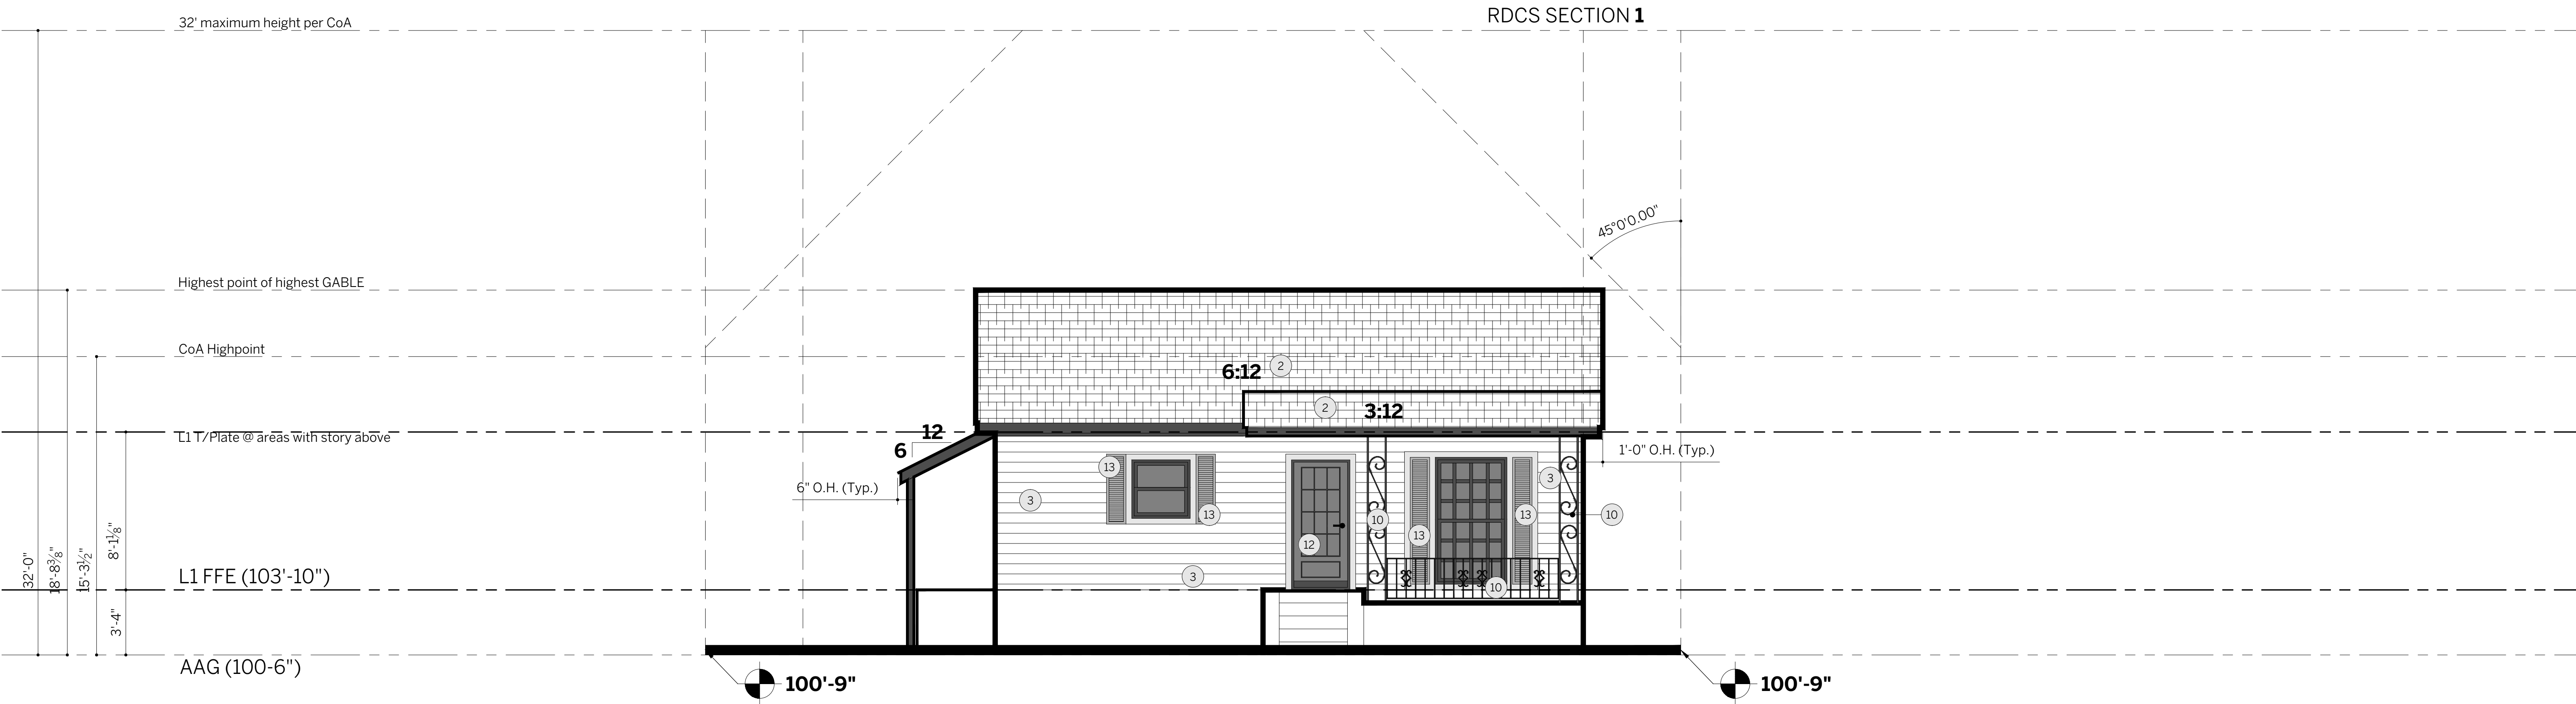 RDCS SECTION 1
32' maximum height per CoA
45°0'0.00"
Highest point of highest GABLE
CoA Highpoint
2
6:12
2
3:12
L1 T/Plate @ areas with story above
12
6
1'-0" O.H. (Typ.)
13
3
6" O.H. (Typ.)
3
13
10
13
10
13
12
8'-1⅛"
32'-0"
18'-8⅜"
15'-3½"
L1 FFE (103'-10")
3
10
3'-4"
AAG (100-6")
100'-9"
100'-9"